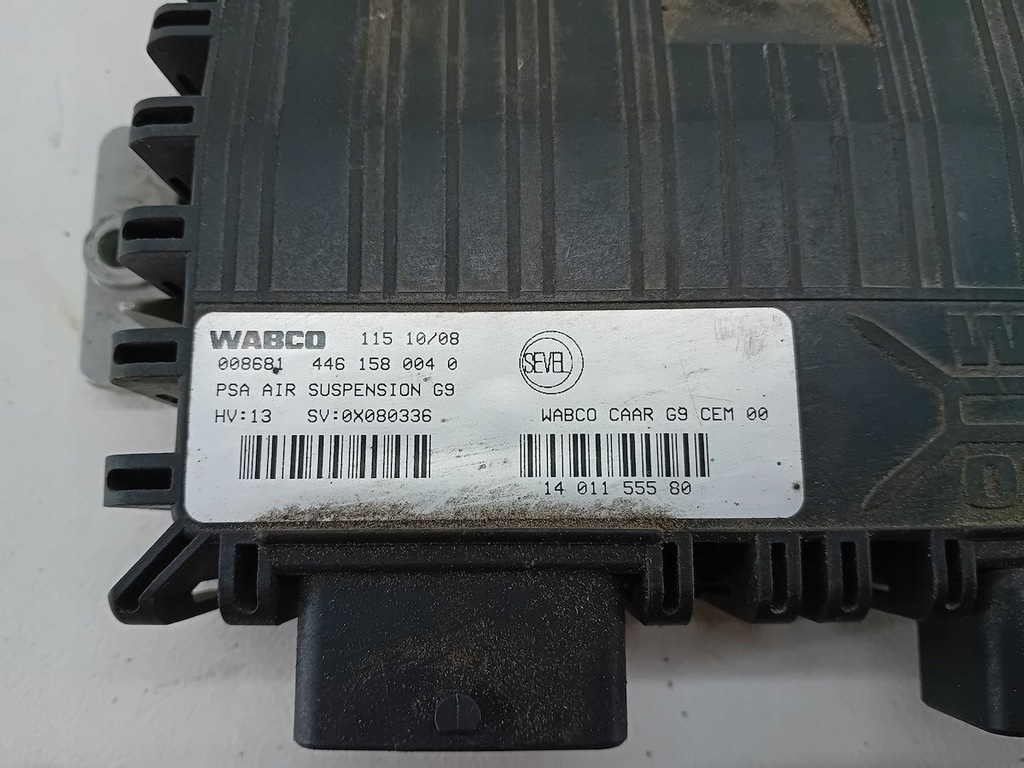 WABCO 115 10/08
008681 446 158 004 0
SEVEL
PSA AIR SUSPENSION G9
HV:13 SV:0X080336 WABCO CAAR G9 CEM 00
14 011 555 80